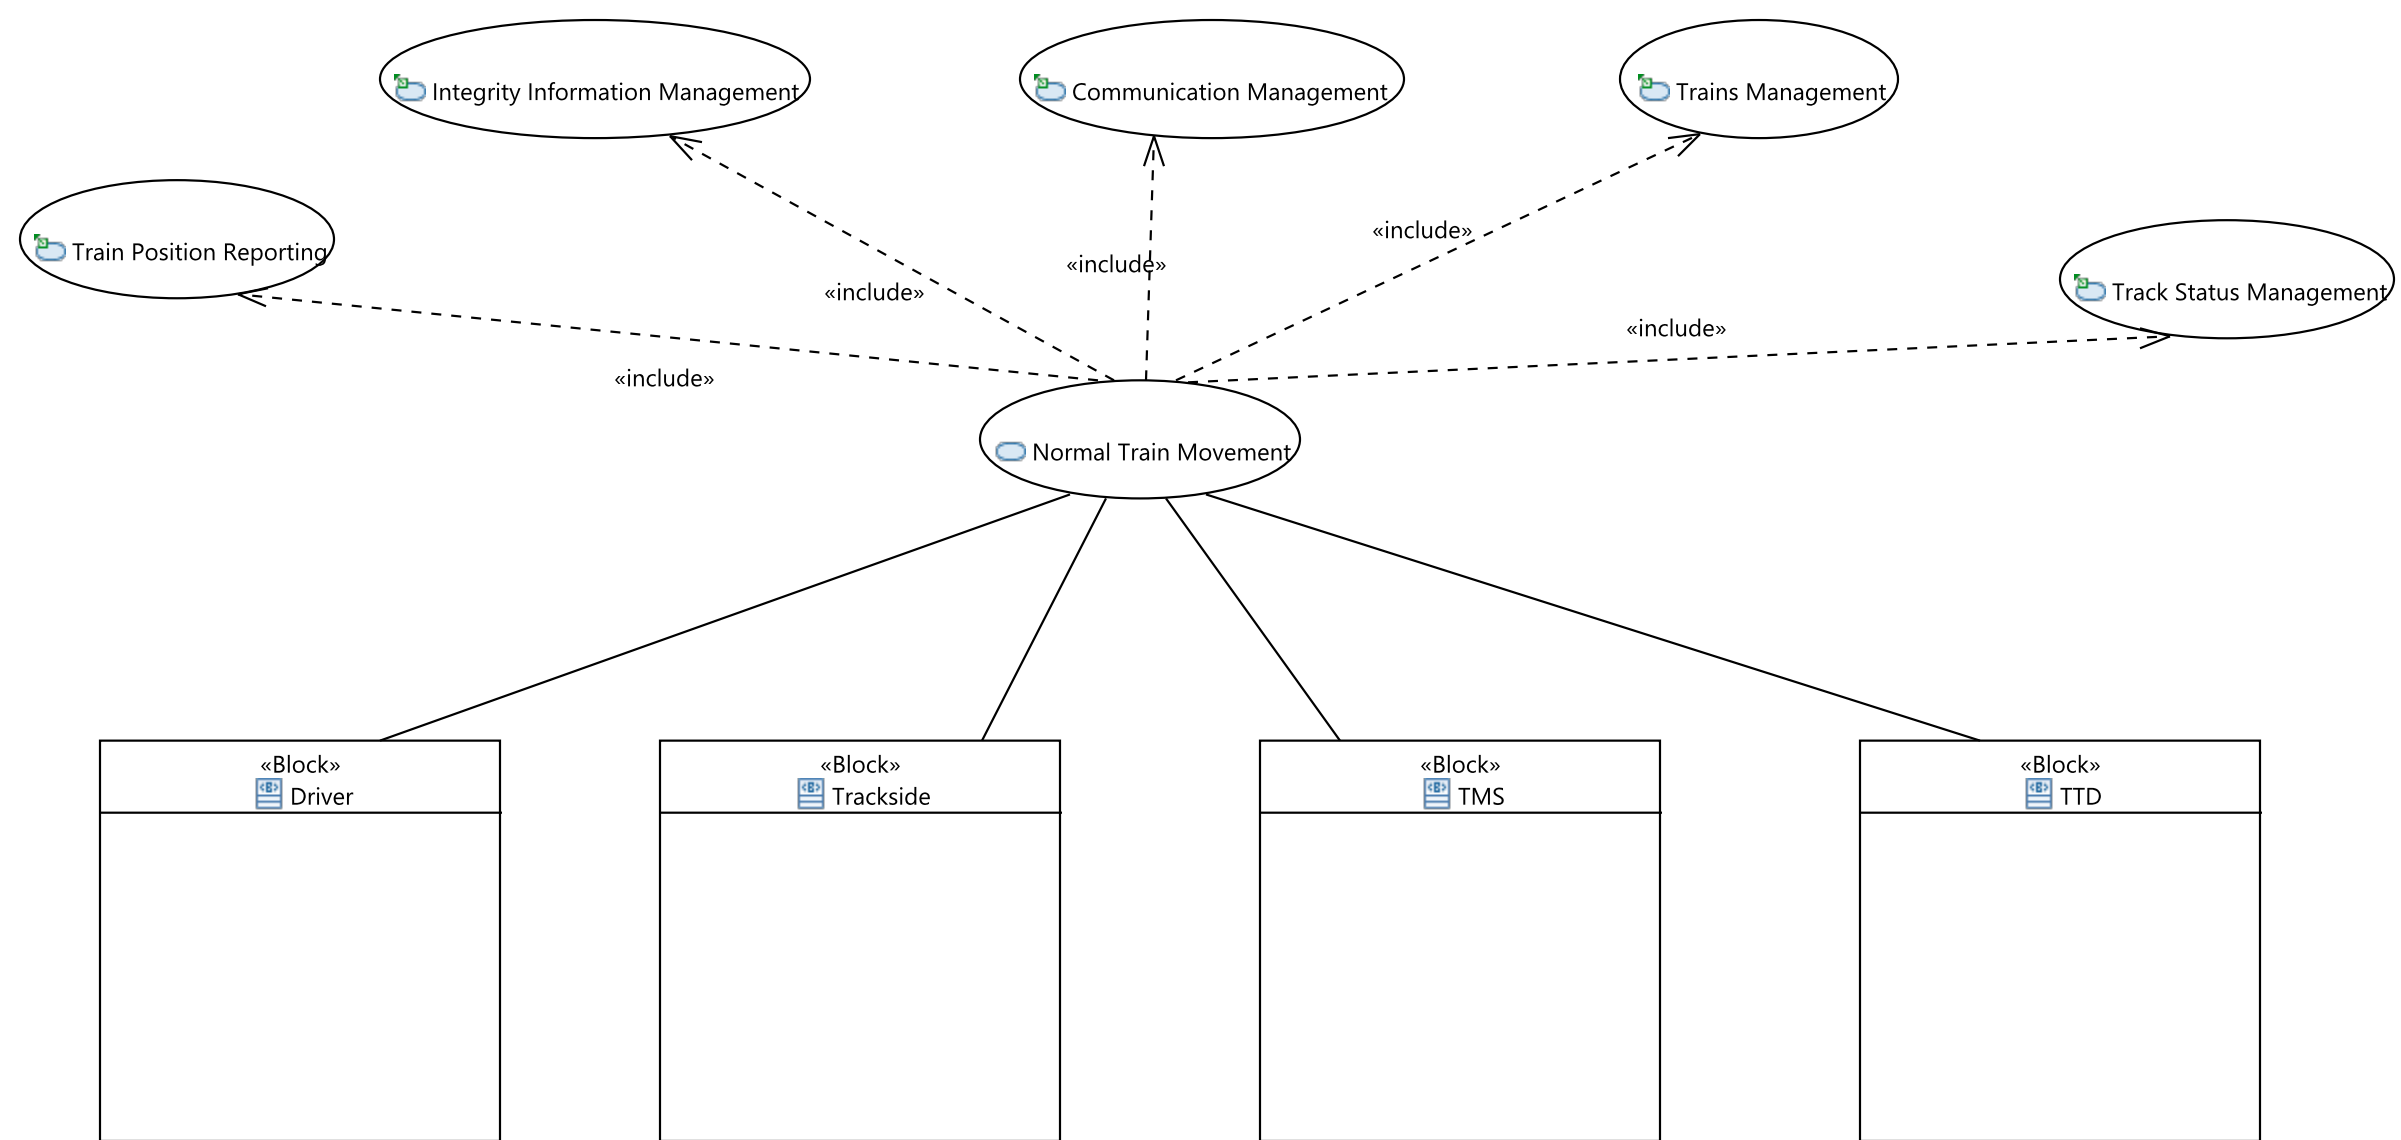 Integrity Information Management
Communication Management
Trains Management
Train Position Reporting
Track Status Management
«include»
«include»
«include»
«include»
«include»
Normal Train Movement
«Block»
Driver
«Block»
Trackside
«Block»
TMS
«Block»
TTD